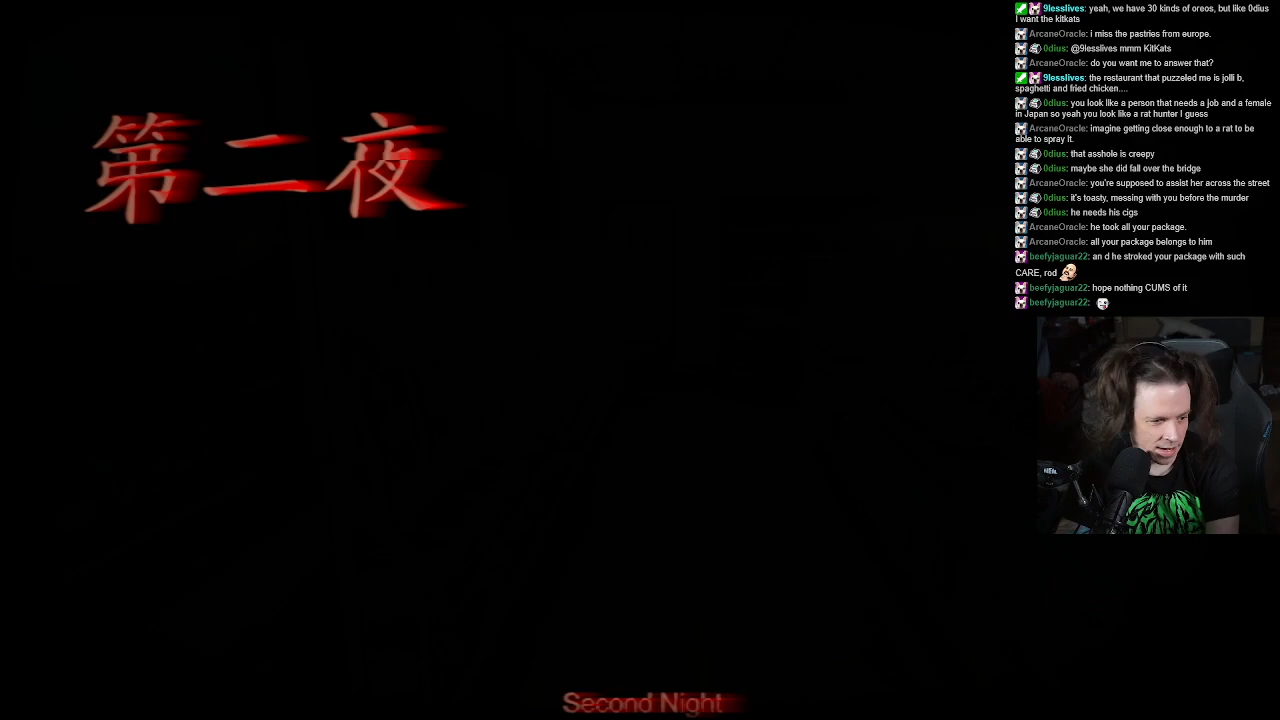 第二夜
Second Night
9lesslives: yeah, we have 30 kinds of oreos, but like 0dius
I want the kitkats
ArcaneOracle: i miss the pastries from europe.
0dius: @9lesslives mmm KitKats
ArcaneOracle: do you want me to answer that?
9lesslives: the restaurant that puzzeled me is jolli b,
spaghetti and fried chicken....
0dius: you look like a person that needs a job and a female
in Japan so yeah you look like a rat hunter I guess
ArcaneOracle: imagine getting close enough to a rat to be
able to spray it.
0dius: that asshole is creepy
0dius: maybe she did fall over the bridge
ArcaneOracle: you're supposed to assist her across the street
0dius: it's toasty, messing with you before the murder
0dius: he needs his cigs
ArcaneOracle: he took all your package.
ArcaneOracle: all your package belongs to him
beefyjaguar22: an d he stroked your package with such
CARE, rod
beefyjaguar22: hope nothing CUMS of it
beefyjaguar22: